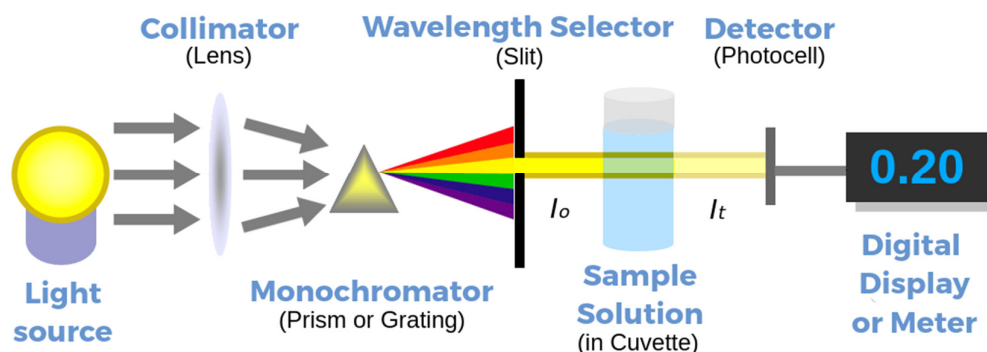 Collimator
(Lens)
Wavelength Selector
(Slit)
Detector
(Photocell)
0.20
I₀
Iₜ
Light
source
Monochromator
(Prism or Grating)
Sample
Solution
(in Cuvette)
Digital
Display
or Meter